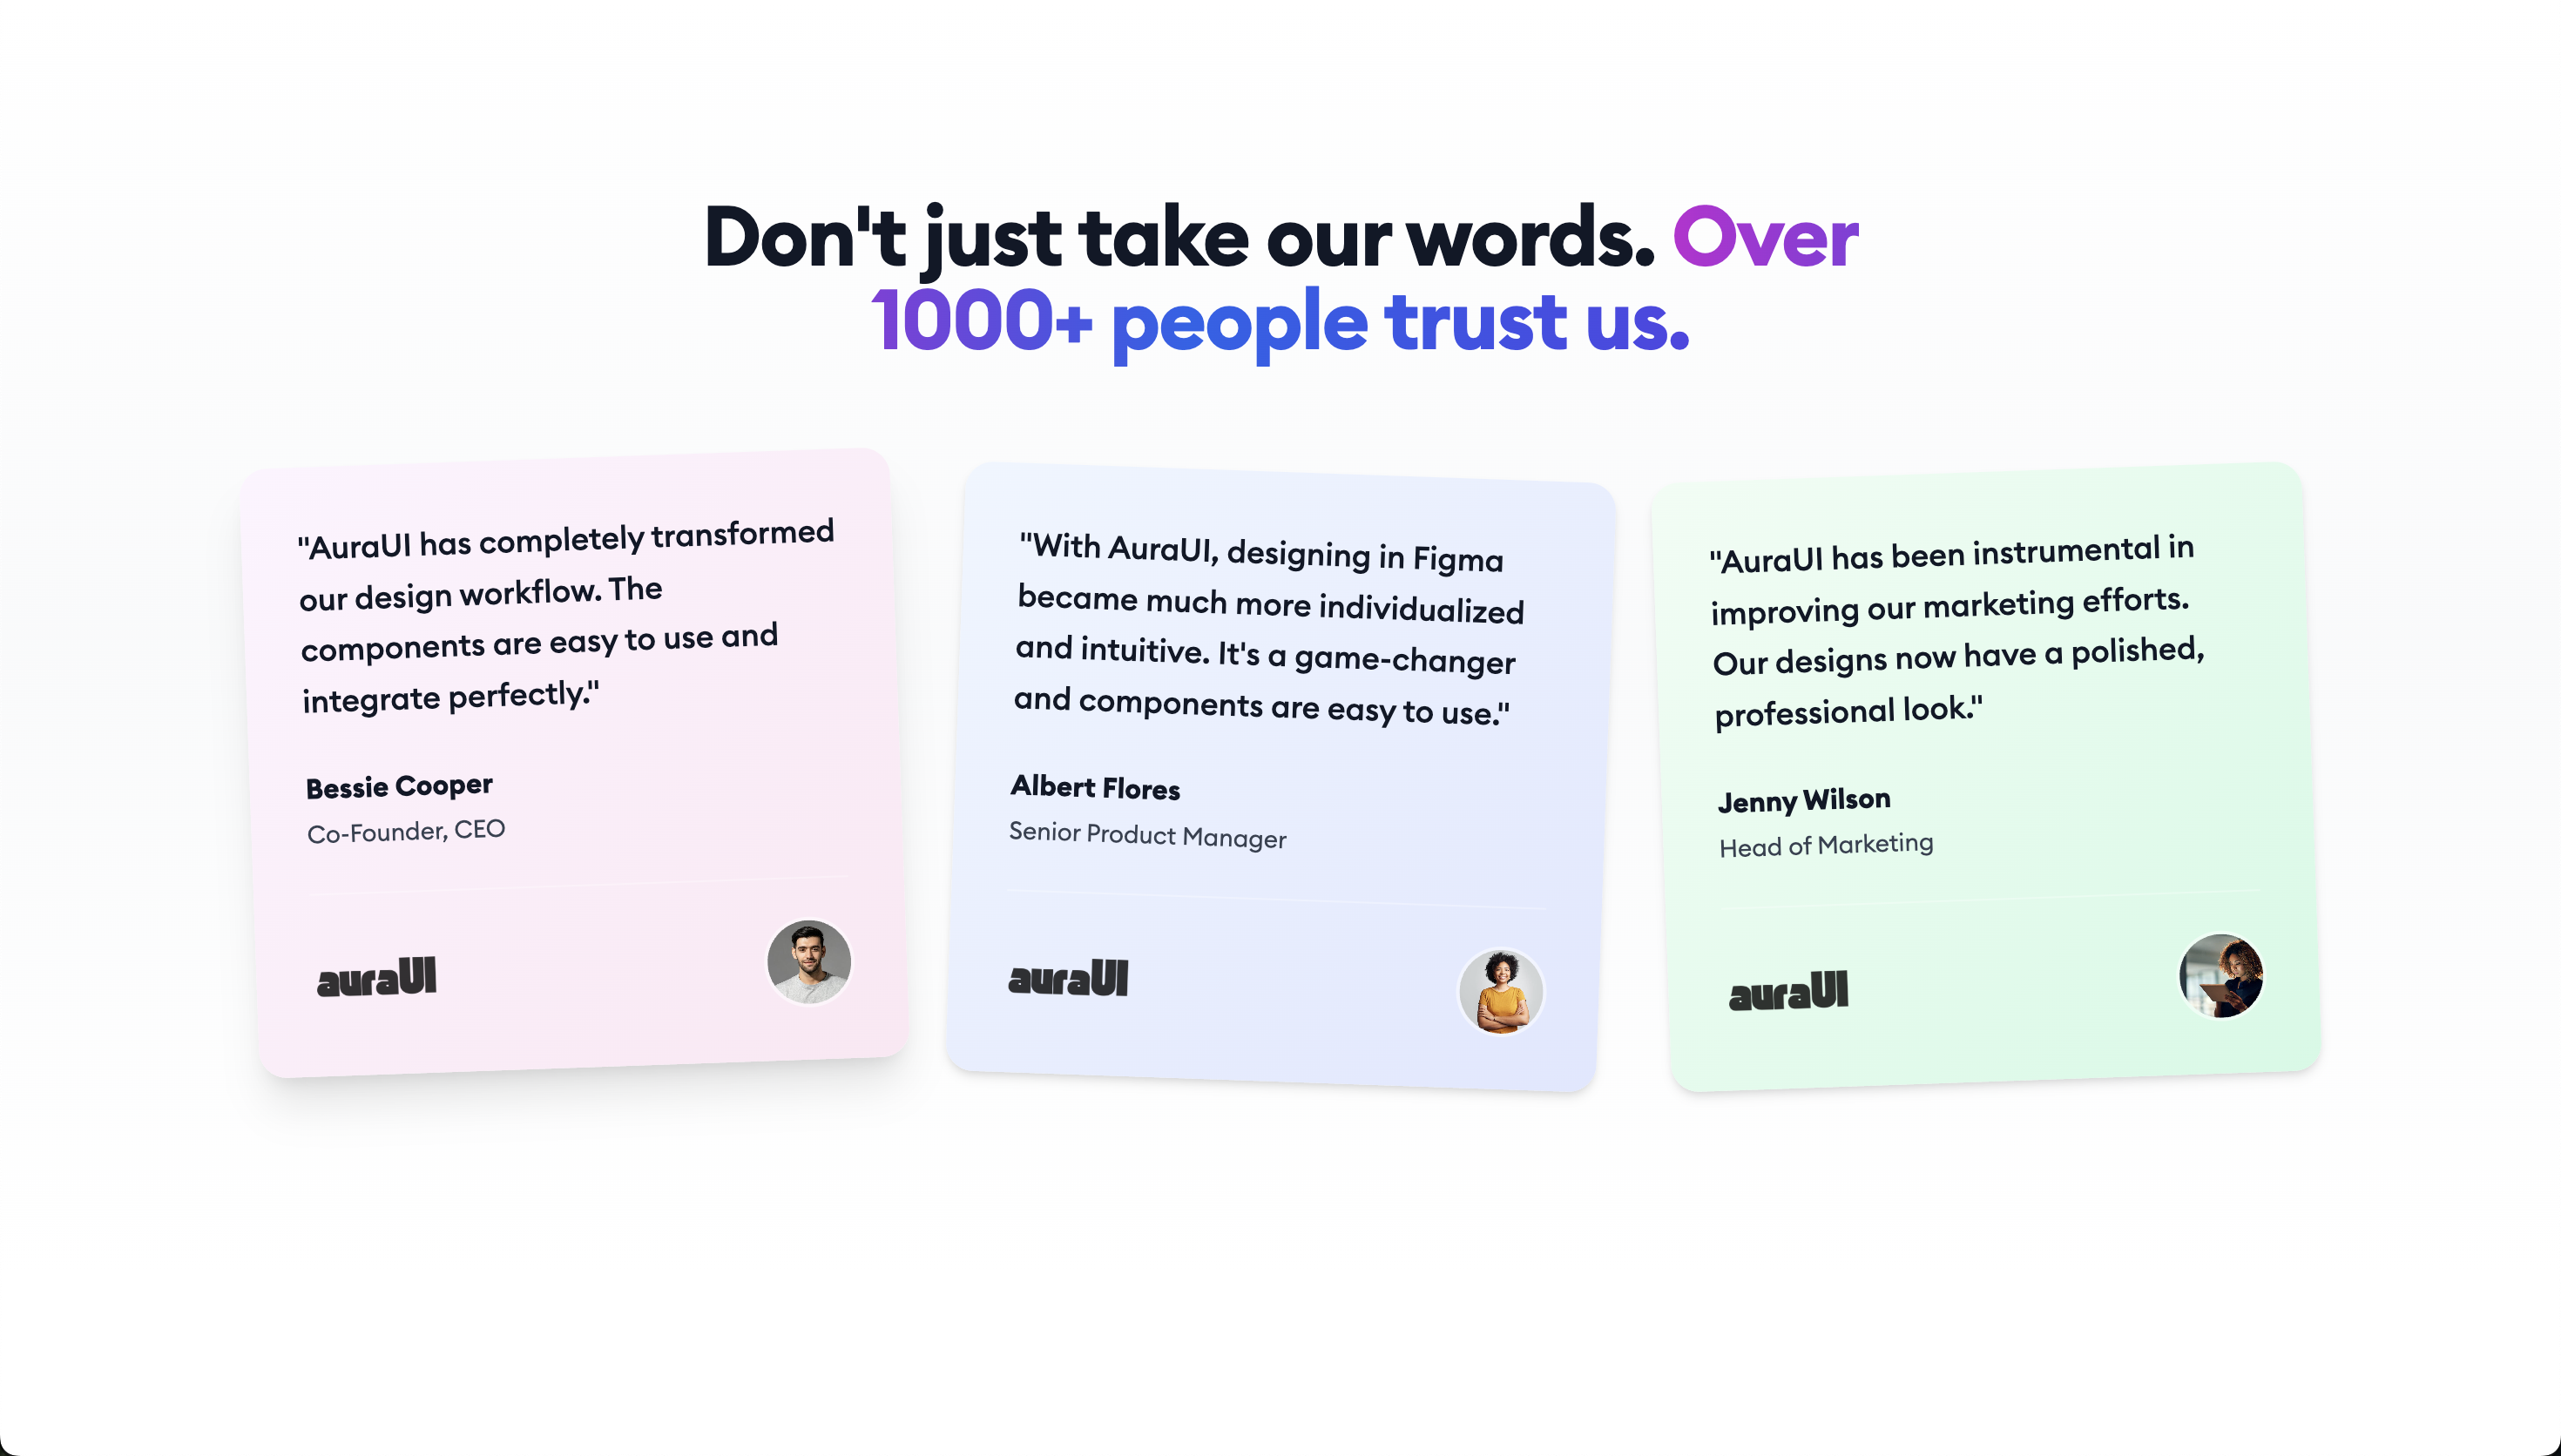 Don't just take our words. Over
1000+ people trust us.
"AuraUI has completely transformed
our design workflow. The
components are easy to use and
integrate perfectly."
Bessie Cooper
Co-Founder, CEO
auraUI
"With AuraUI, designing in Figma
became much more individualized
and intuitive. It's a game-changer
and components are easy to use."
Albert Flores
Senior Product Manager
auraUI
"AuraUI has been instrumental in
improving our marketing efforts.
Our designs now have a polished,
professional look."
Jenny Wilson
Head of Marketing
auraUI